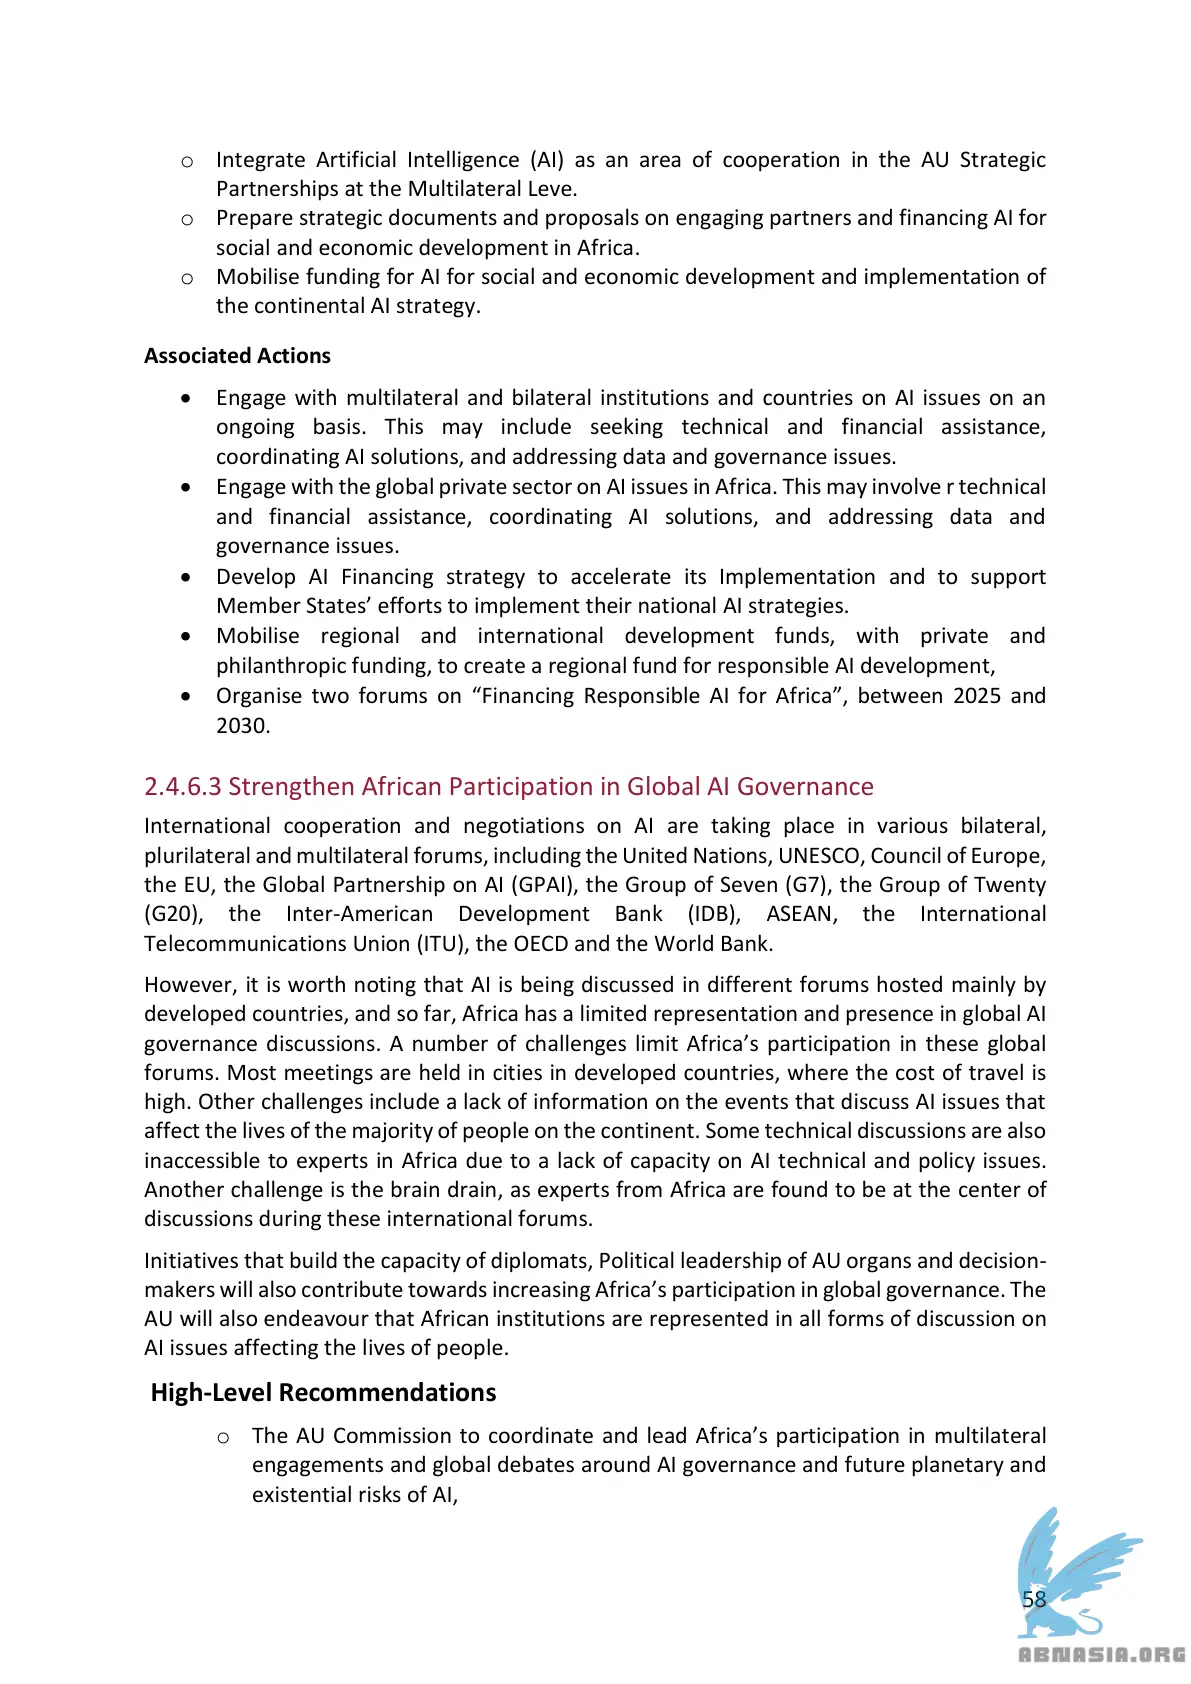 o Integrate Artificial Intelligence (AI) as an area of cooperation in the AU Strategic
Partnerships at the Multilateral Leve.
o Prepare strategic documents and proposals on engaging partners and financing AI for
social and economic development in Africa.
o Mobilise funding for AI for social and economic development and implementation of
the continental AI strategy.
Associated Actions
• Engage with multilateral and bilateral institutions and countries on AI issues on an
ongoing basis. This may include seeking technical and financial assistance,
coordinating AI solutions, and addressing data and governance issues.
• Engage with the global private sector on AI issues in Africa. This may involve r technical
and financial assistance, coordinating AI solutions, and addressing data and
governance issues.
• Develop AI Financing strategy to accelerate its Implementation and to support
Member States’ efforts to implement their national AI strategies.
• Mobilise regional and international development funds, with private and
philanthropic funding, to create a regional fund for responsible AI development,
• Organise two forums on “Financing Responsible AI for Africa”, between 2025 and
2030.
2.4.6.3 Strengthen African Participation in Global AI Governance
International cooperation and negotiations on AI are taking place in various bilateral,
plurilateral and multilateral forums, including the United Nations, UNESCO, Council of Europe,
the EU, the Global Partnership on AI (GPAI), the Group of Seven (G7), the Group of Twenty
(G20), the Inter-American Development Bank (IDB), ASEAN, the International
Telecommunications Union (ITU), the OECD and the World Bank.
However, it is worth noting that AI is being discussed in different forums hosted mainly by
developed countries, and so far, Africa has a limited representation and presence in global AI
governance discussions. A number of challenges limit Africa’s participation in these global
forums. Most meetings are held in cities in developed countries, where the cost of travel is
high. Other challenges include a lack of information on the events that discuss AI issues that
affect the lives of the majority of people on the continent. Some technical discussions are also
inaccessible to experts in Africa due to a lack of capacity on AI technical and policy issues.
Another challenge is the brain drain, as experts from Africa are found to be at the center of
discussions during these international forums.
Initiatives that build the capacity of diplomats, Political leadership of AU organs and decision-
makers will also contribute towards increasing Africa’s participation in global governance. The
AU will also endeavour that African institutions are represented in all forms of discussion on
AI issues affecting the lives of people.
High-Level Recommendations
o The AU Commission to coordinate and lead Africa’s participation in multilateral
engagements and global debates around AI governance and future planetary and
existential risks of AI,
58
ABNASIA.ORG